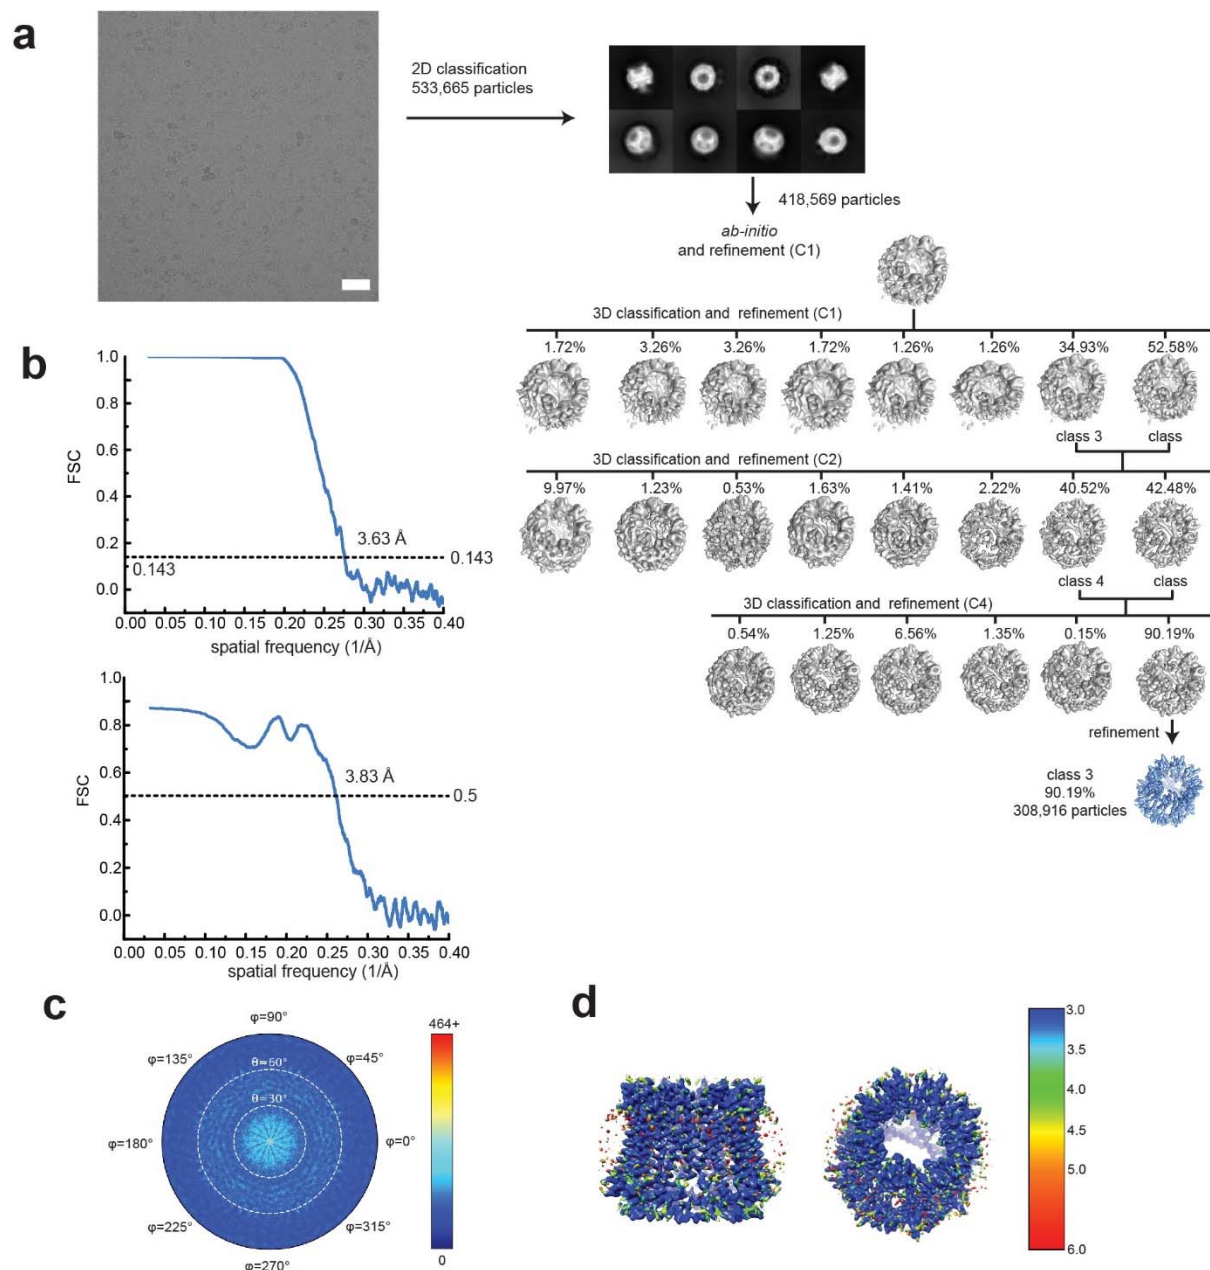 a
2D classification
533,665 particles
418,569 particles
ab-initio
and refinement (C1)
3D classification and refinement (C1)
1.72% 3.26% 3.26% 1.72% 1.26% 1.26% 34.93% 52.58%
class 3 class
3D classification and refinement (C2)
9.97% 1.23% 0.53% 1.63% 1.41% 2.22% 40.52% 42.48%
class 4 class
3D classification and refinement (C4)
0.54% 1.25% 6.56% 1.35% 0.15% 90.19%
refinement
class 3
90.19%
308,916 particles
b
1.0
0.8
0.6
0.4
0.2
0.0
FSC
3.63 Å
0.143
0.143
0.00 0.05 0.10 0.15 0.20 0.25 0.30 0.35 0.40
spatial frequency (1/Å)
1.0
0.8
0.6
0.4
0.2
0.0
FSC
3.83 Å
0.5
0.00 0.05 0.10 0.15 0.20 0.25 0.30 0.35 0.40
spatial frequency (1/Å)
c
φ=90°
φ=135°
φ=45°
θ=60°
θ=30°
φ=180°
φ=0°
φ=225°
φ=315°
φ=270°
464+
0
d
3.0
3.5
4.0
4.5
5.0
6.0